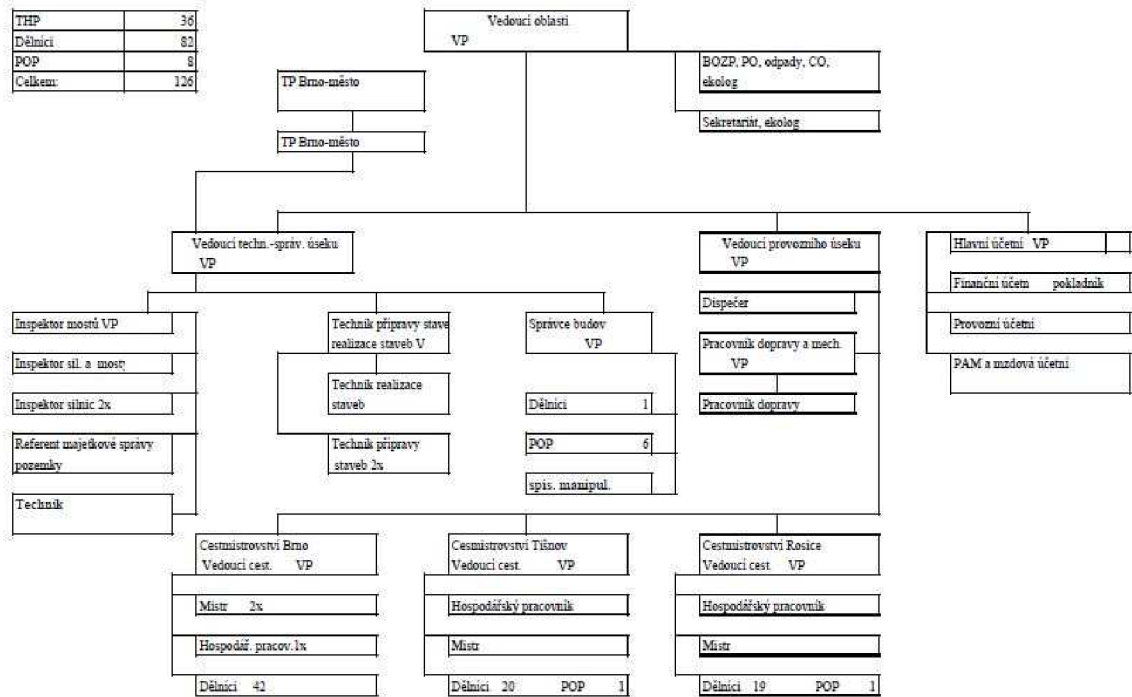 THP 36
Dělníci 82
POP 8
Celkem: 126
Vedoucí oblasti
VP
BOZP, PO, odpady, CO,
ekolog
Sekretariát, ekolog
TP Brno-město
TP Brno-město
Vedoucí techn.-správ. úseku
VP
Vedoucí provozního úseku
VP
Hlavní účetní VP
Finanční účetn pokladník
Provozní účetní
PAM a mzdová účetní
Inspektor mostů VP
Inspektor sil. a mosty
Inspektor silnic 2x
Referent majetkové správy
pozemky
Technik
Technik přípravy stave
realizace staveb V
Technik realizace
staveb
Technik přípravy
staveb 2x
Správce budov
VP
Dělníci 1
POP 6
spis. manipul.
Dispečer
Pracovník dopravy a mech.
VP
Pracovník dopravy
Cestmistrovství Brno
Vedoucí cest. VP
Mistr 2x
Hospodář. pracov.1x
Dělníci 42
Cesmistrovství Tišnov
Vedoucí cest. VP
Hospodářský pracovník
Mistr
Dělníci 20 POP 1
Cestmistrovství Rosice
Vedoucí cest. VP
Hospodářský pracovník
Mistr
Dělníci 19 POP 1